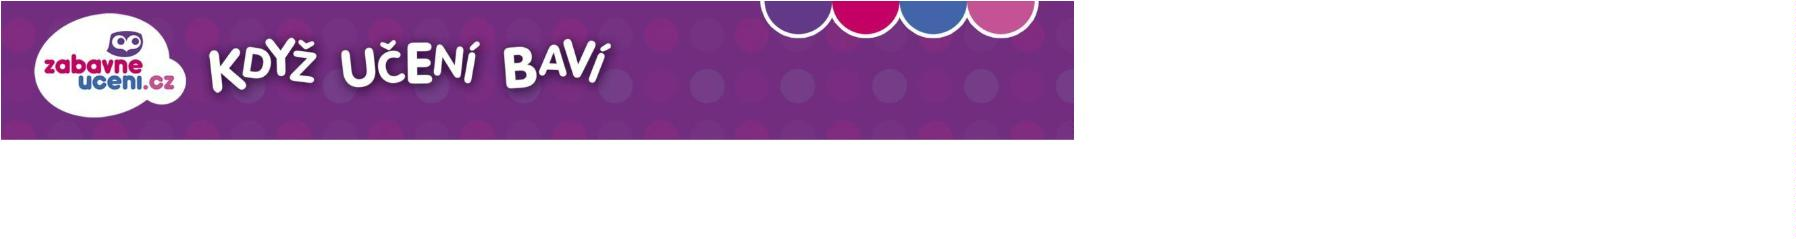 zabavne
uceni.cz
KDYŽ UČENÍ BAVÍ